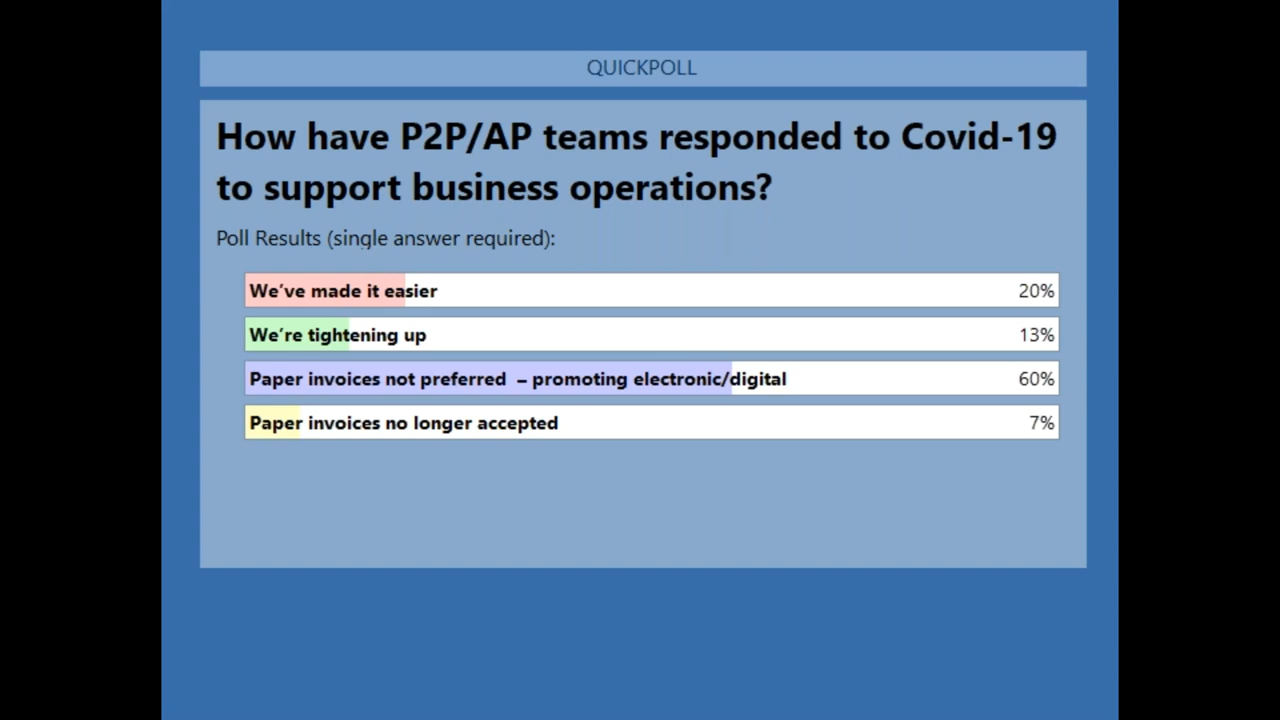 QUICKPOLL
How have P2P/AP teams responded to Covid-19
to support business operations?
Poll Results (single answer required):
We've made it easier 20%
We're tightening up 13%
Paper invoices not preferred – promoting electronic/digital 60%
Paper invoices no longer accepted 7%